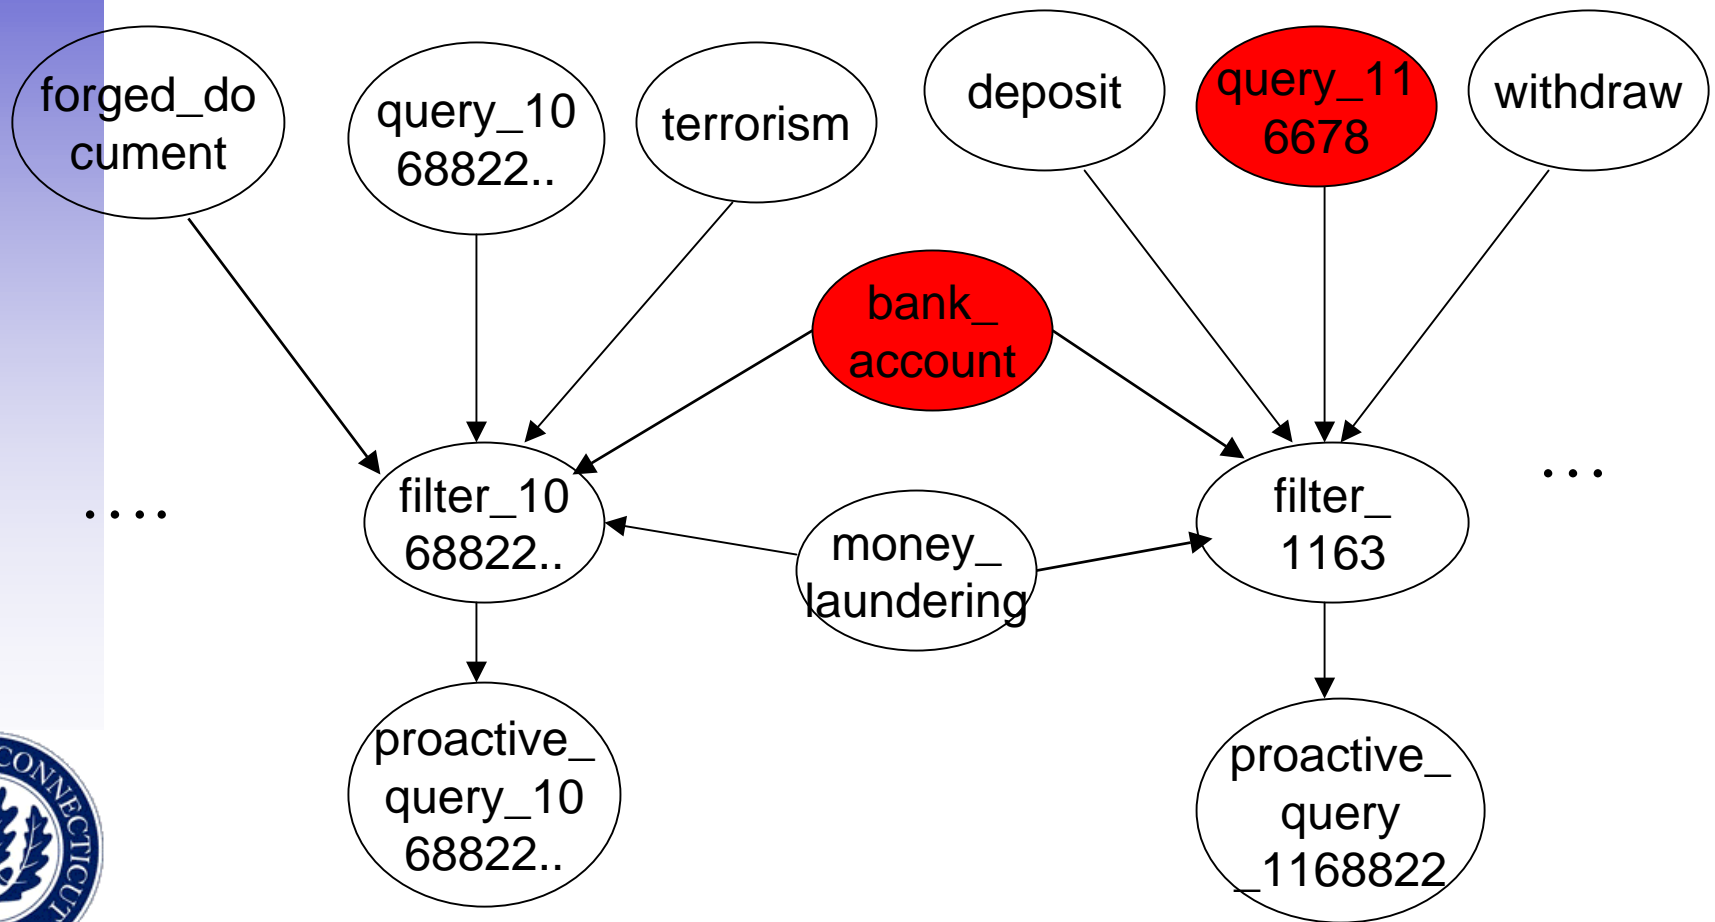 forged_do
cument
query_10
68822..
terrorism
deposit
query_11
6678
withdraw
bank_
account
filter_10
68822..
money_
laundering
filter_
1163
....
...
proactive_
query_10
68822..
proactive_
query
_1168822
CONNECTICUT